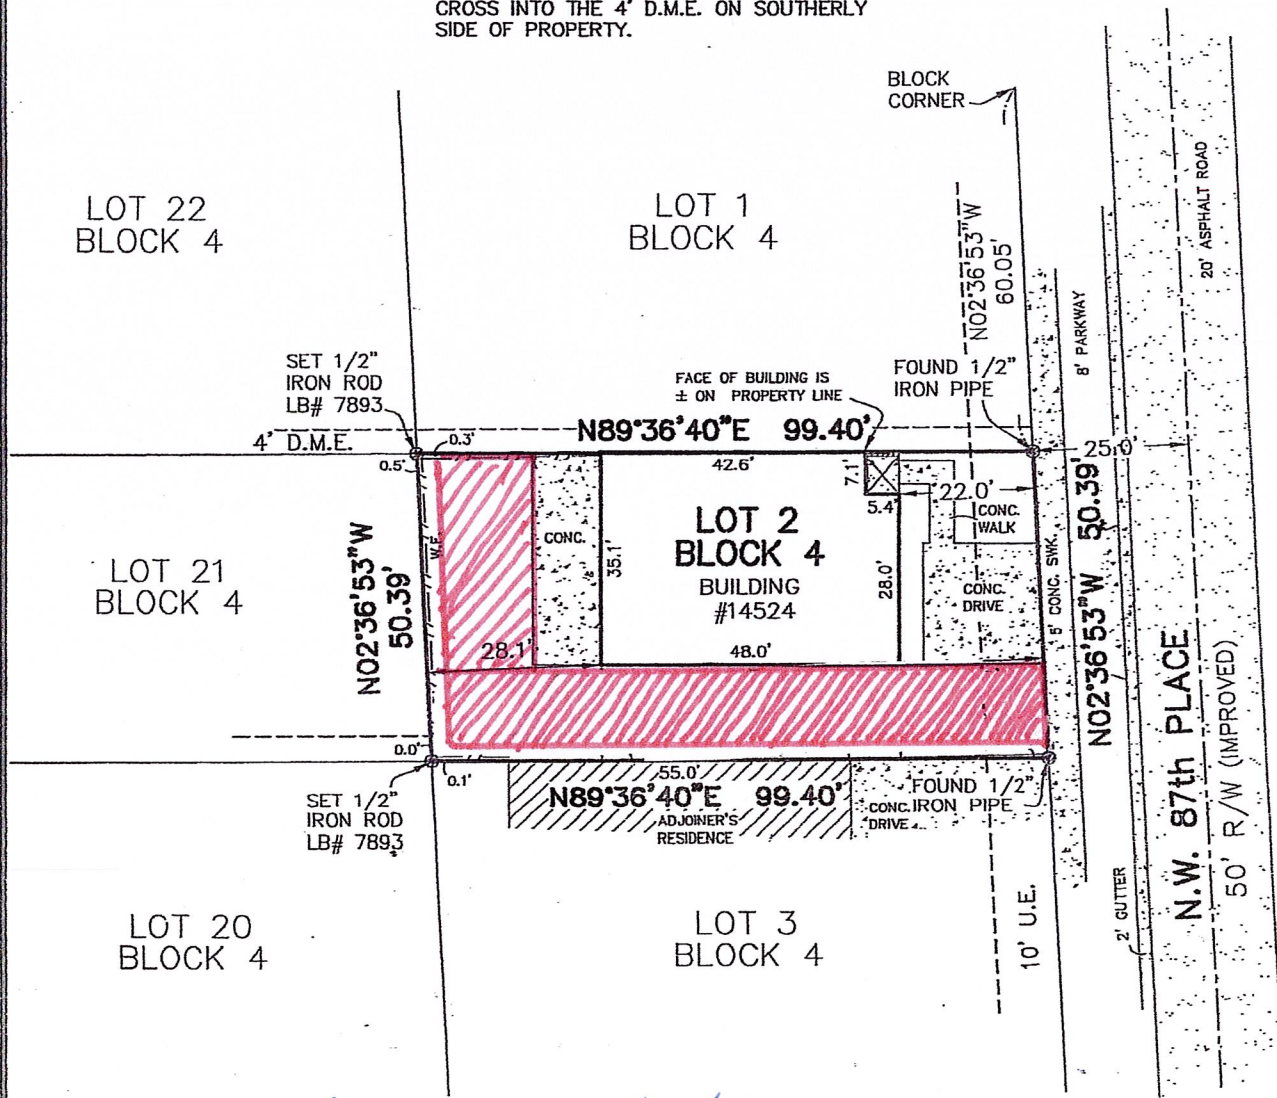 CROSS INTO THE 4' D.M.E. ON SOUTHERLY
SIDE OF PROPERTY.
BLOCK
CORNER
LOT 22
BLOCK 4
LOT 1
BLOCK 4
N02°36'53"W
60.05'
20' ASPHALT ROAD
8' PARKWAY
SET 1/2"
IRON ROD
LB# 7893
FACE OF BUILDING IS
± ON PROPERTY LINE
FOUND 1/2"
IRON PIPE
4' D.M.E.
0.3'
N89°36'40"E 99.40'
25.0'
0.5'
42.6'
7.1'
5.4'
22.0'
CONC.
WALK
N02°36'53"W
50.39'
W.F.
CONC.
35.1'
LOT 2
BLOCK 4
BUILDING
#14524
28.0'
CONC.
DRIVE
5' CONC. SWK.
N02°36'53"W 50.39'
LOT 21
BLOCK 4
28.1'
48.0'
0.0'
0.1'
55.0'
N89°36'40"E 99.40'
ADJOINER'S
RESIDENCE
CONC.
DRIVE
FOUND 1/2"
IRON PIPE
SET 1/2"
IRON ROD
LB# 7893
N.W. 87th PLACE
50' R/W (IMPROVED)
2' GUTTER
10' U.E.
LOT 20
BLOCK 4
LOT 3
BLOCK 4